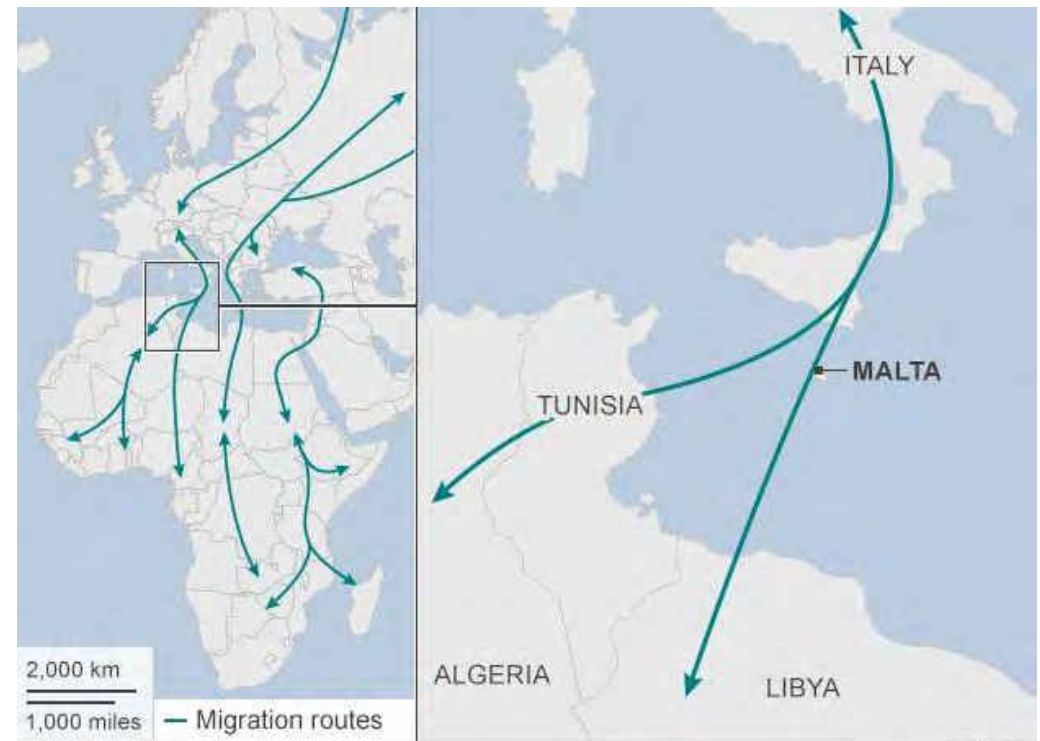 2,000 km
1,000 miles
Migration routes
ITALY
MALTA
TUNISIA
ALGERIA
LIBYA